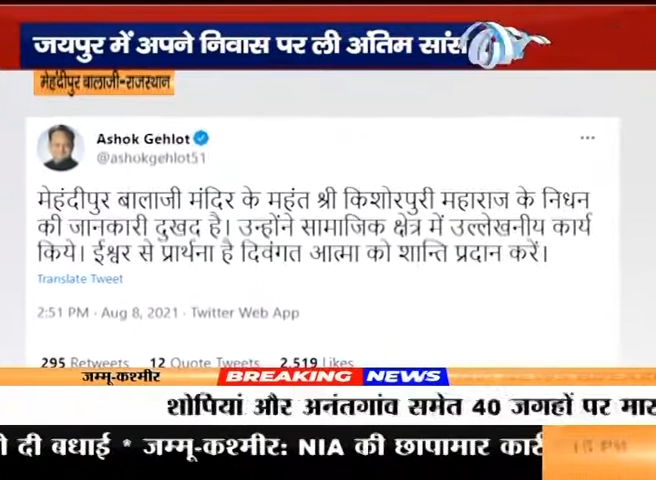 जयपुर में अपने निवास पर ली अंतिम सांस
मेहंदीपुर बालाजी-राजस्थान
Ashok Gehlot
@ashokgehlot51
मेहंदीपुर बालाजी मंदिर के महंत श्री किशोरपुरी महाराज के निधन
की जानकारी दुखद है। उन्होंने सामाजिक क्षेत्र में उल्लेखनीय कार्य
किये। ईश्वर से प्रार्थना है दिवंगत आत्मा को शान्ति प्रदान करें।
Translate Tweet
2:51 PM · Aug 8, 2021 · Twitter Web App
295 Retweets 12 Quote Tweets 2,519 Likes
जम्मू-कश्मीर BREAKING NEWS
शोपियां और अनंतगांव समेत 40 जगहों पर मार
दी बधाई * जम्मू-कश्मीर: NIA की छापामार कार्र